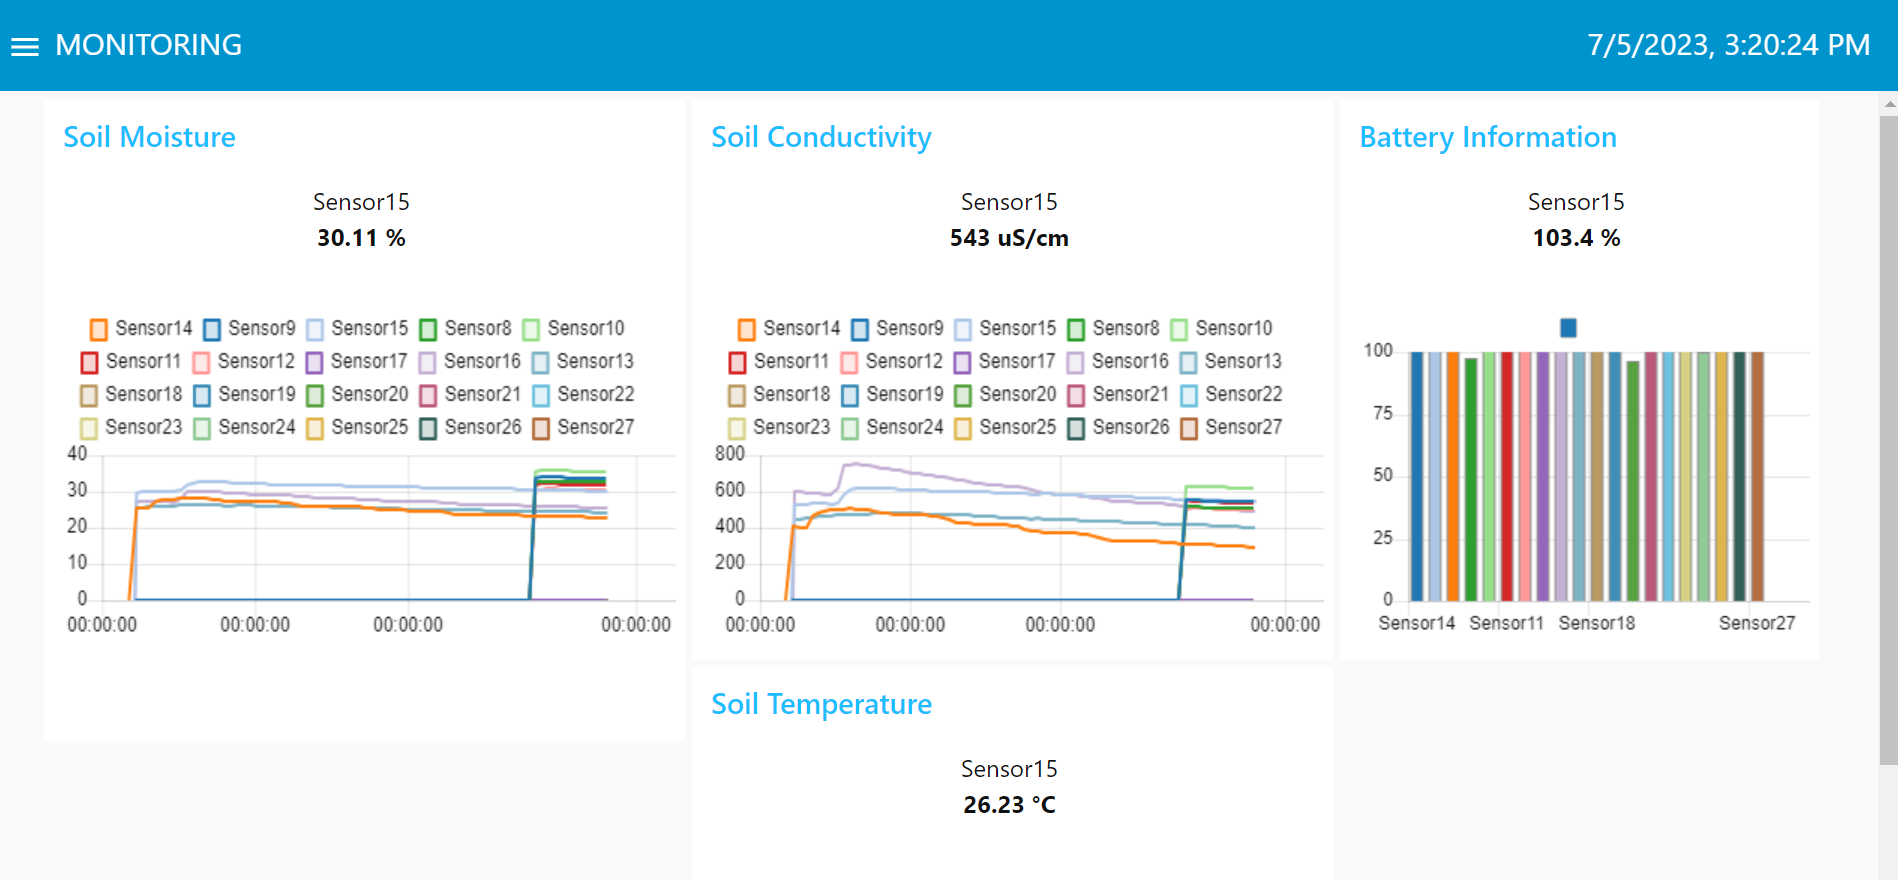 MONITORING
7/5/2023, 3:20:24 PM
Soil Moisture
Sensor15
30.11 %
Sensor14 Sensor9 Sensor15 Sensor8 Sensor10
Sensor11 Sensor12 Sensor17 Sensor16 Sensor13
Sensor18 Sensor19 Sensor20 Sensor21 Sensor22
Sensor23 Sensor24 Sensor25 Sensor26 Sensor27
40
30
20
10
0
00:00:00 00:00:00 00:00:00 00:00:00
Soil Conductivity
Sensor15
543 uS/cm
Sensor14 Sensor9 Sensor15 Sensor8 Sensor10
Sensor11 Sensor12 Sensor17 Sensor16 Sensor13
Sensor18 Sensor19 Sensor20 Sensor21 Sensor22
Sensor23 Sensor24 Sensor25 Sensor26 Sensor27
800
600
400
200
0
00:00:00 00:00:00 00:00:00 00:00:00
Battery Information
Sensor15
103.4 %
100
75
50
25
0
Sensor14 Sensor11 Sensor18 Sensor27
Soil Temperature
Sensor15
26.23 °C